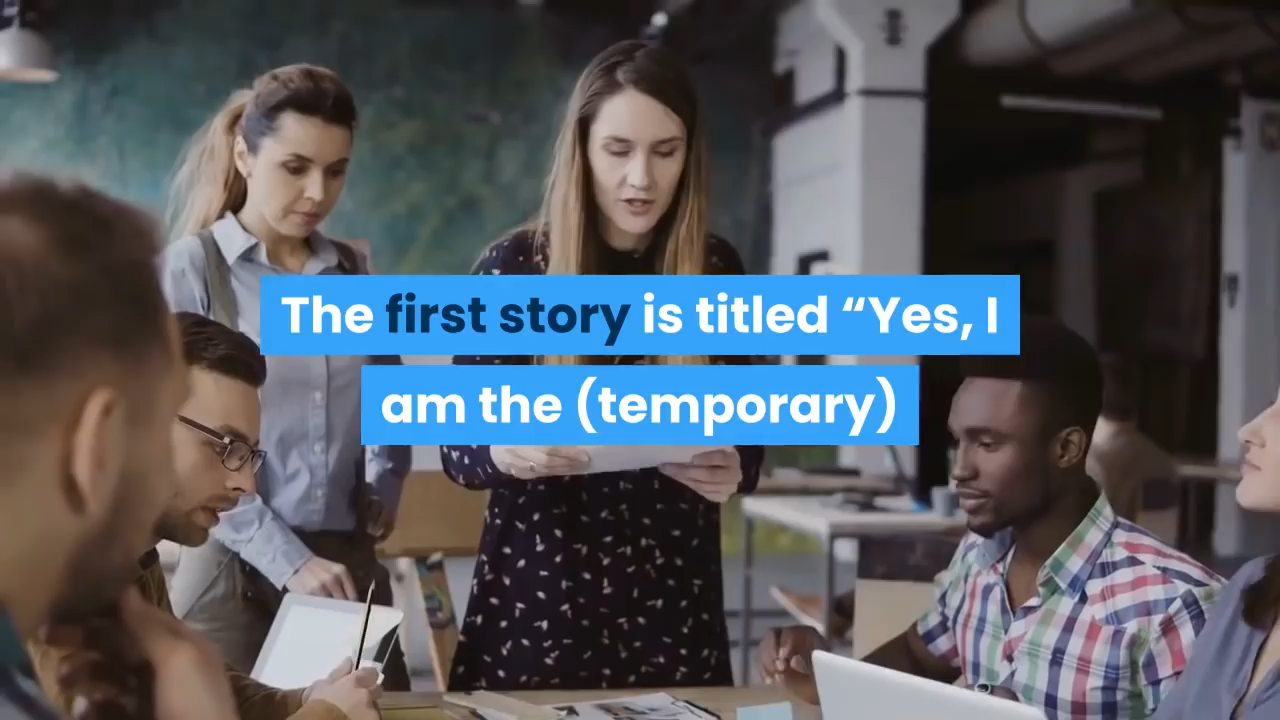 The first story is titled “Yes, I
am the (temporary)